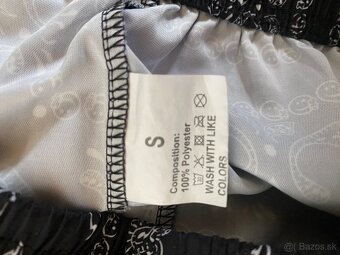 S
Composition:
100% Polyester
WASH WITH LIKE
COLORS
© Bazos.sk